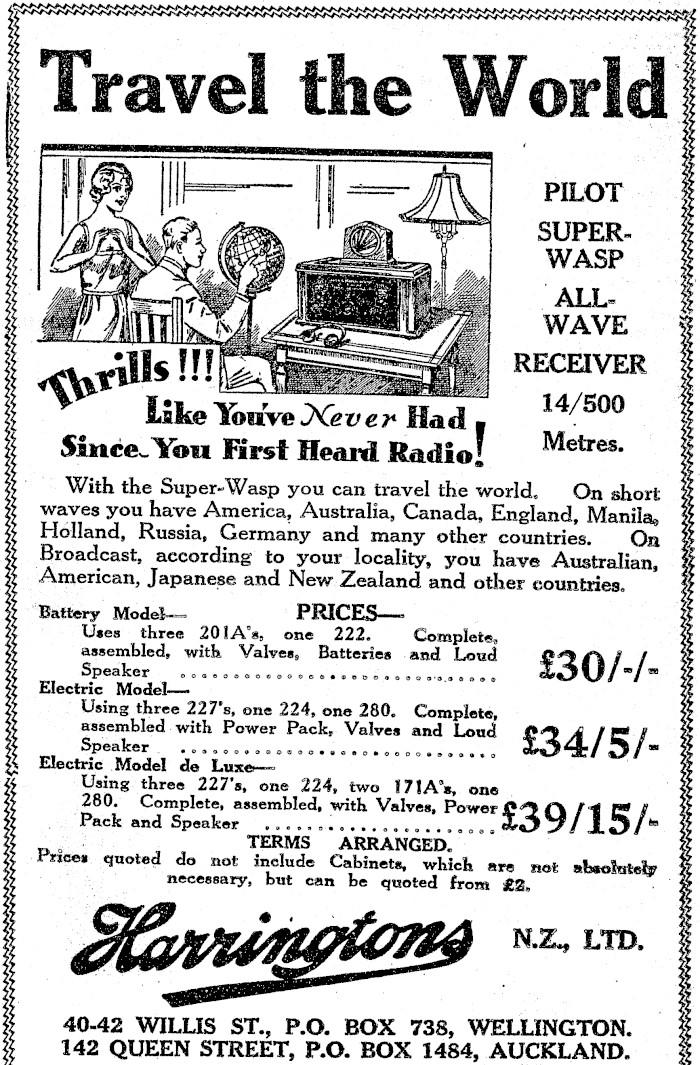 Travel the World
PILOT
SUPER-
WASP
ALL-
WAVE
RECEIVER
14/500
Metres.
Thrills!!!
Like You've Never Had
Since You First Heard Radio!
With the Super-Wasp you can travel the world. On short
waves you have America, Australia, Canada, England, Manila,
Holland, Russia, Germany and many other countries. On
Broadcast, according to your locality, you have Australian,
American, Japanese and New Zealand and other countries.
Battery Model— PRICES—
Uses three 201A's, one 222. Complete,
assembled, with Valves, Batteries and Loud
Speaker ................................ £30/-/-
Electric Model—
Using three 227's, one 224, one 280. Complete,
assembled with Power Pack, Valves and Loud
Speaker ................................ £34/5/-
Electric Model de Luxe—
Using three 227's, one 224, two 171A's, one
280. Complete, assembled, with Valves, Power
Pack and Speaker ........................ £39/15/-
TERMS ARRANGED.
Prices quoted do not include Cabinets, which are not absolutely
necessary, but can be quoted from £2.
Harringtons N.Z., LTD.
40-42 WILLIS ST., P.O. BOX 738, WELLINGTON.
142 QUEEN STREET, P.O. BOX 1484, AUCKLAND.